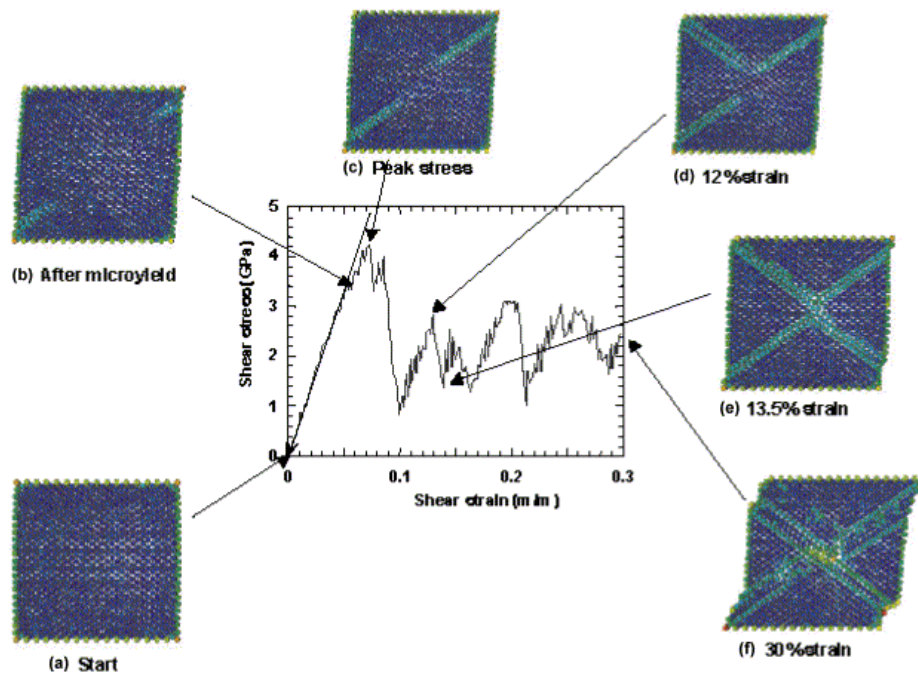 (c) Peak stress
(d) 12%strain
(b) After microyield
5
4
3
2
1
0
Shear stress (GPa)
0
0.1
0.2
0.3
Shear strain (m/m)
(e) 13.5%strain
(a) Start
(f) 30%strain